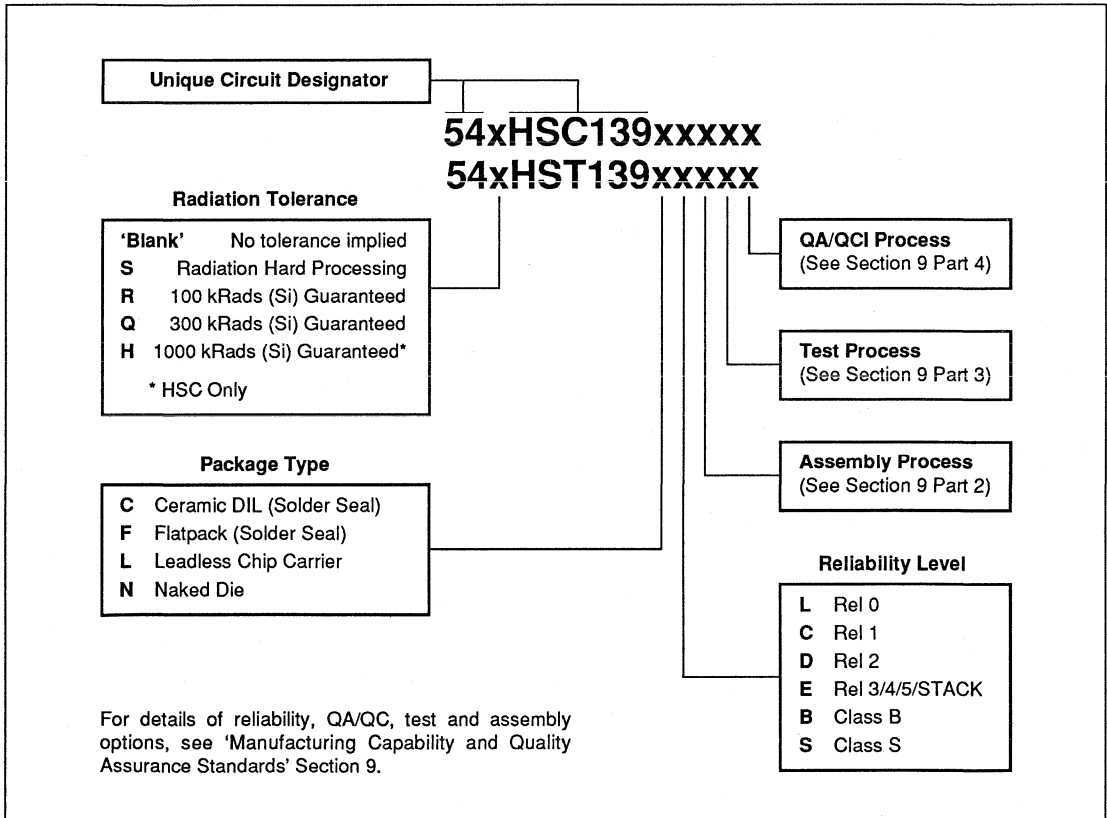 Unique Circuit Designator
54xHSC139xxxxx
54xHST139xxxxx
Radiation Tolerance
‘Blank’ No tolerance implied
S Radiation Hard Processing
R 100 kRads (Si) Guaranteed
Q 300 kRads (Si) Guaranteed
H 1000 kRads (Si) Guaranteed*
* HSC Only
Package Type
C Ceramic DIL (Solder Seal)
F Flatpack (Solder Seal)
L Leadless Chip Carrier
N Naked Die
QA/QCI Process
(See Section 9 Part 4)
Test Process
(See Section 9 Part 3)
Assembly Process
(See Section 9 Part 2)
Reliability Level
L Rel 0
C Rel 1
D Rel 2
E Rel 3/4/5/STACK
B Class B
S Class S
For details of reliability, QA/QC, test and assembly
options, see ‘Manufacturing Capability and Quality
Assurance Standards’ Section 9.